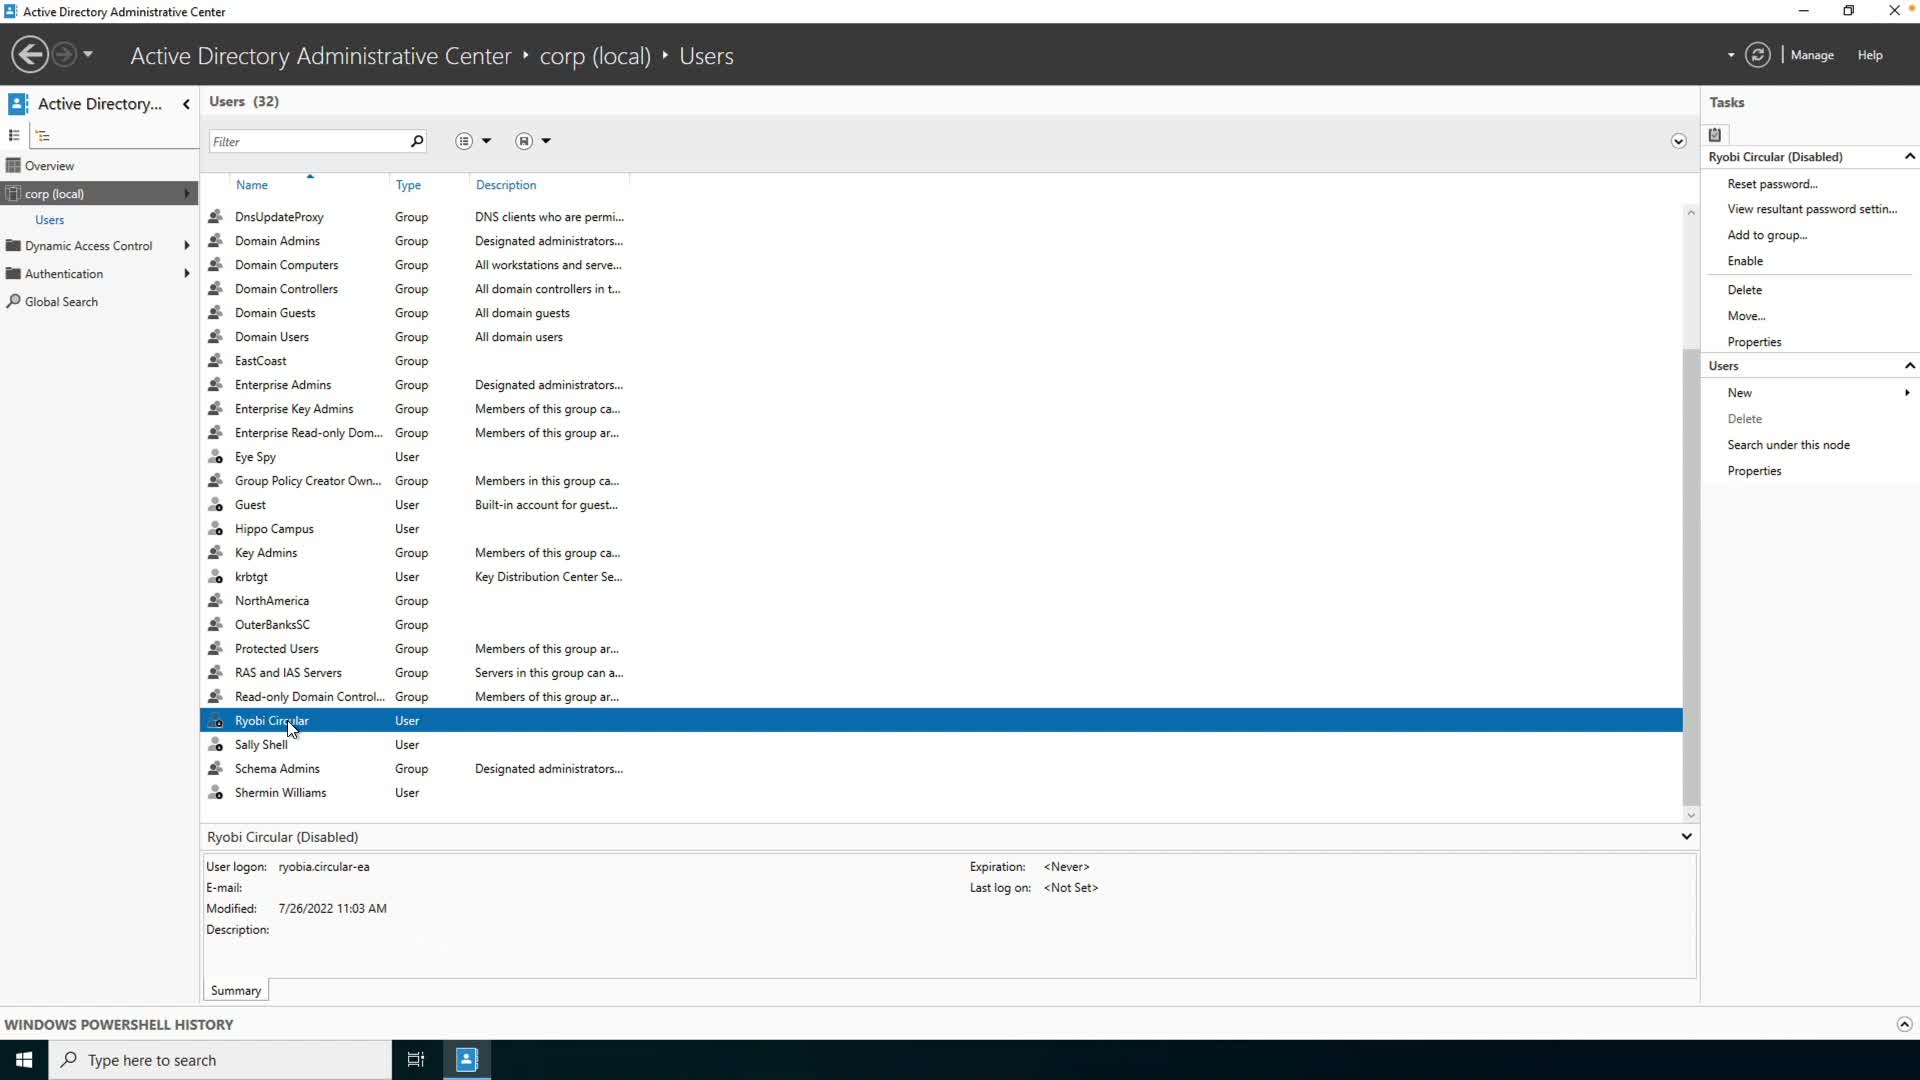 Active Directory Administrative Center
Active Directory Administrative Center ‣ corp (local) ‣ Users
Manage
Help
Active Directory...
Overview
corp (local)
Users
Dynamic Access Control
Authentication
Global Search
Users (32)
Filter
Name Type Description
DnsUpdateProxy Group DNS clients who are permi...
Domain Admins Group Designated administrators...
Domain Computers Group All workstations and serve...
Domain Controllers Group All domain controllers in t...
Domain Guests Group All domain guests
Domain Users Group All domain users
EastCoast Group
Enterprise Admins Group Designated administrators...
Enterprise Key Admins Group Members of this group ca...
Enterprise Read-only Dom... Group Members of this group ar...
Eye Spy User
Group Policy Creator Own... Group Members in this group ca...
Guest User Built-in account for guest...
Hippo Campus User
Key Admins Group Members of this group ca...
krbtgt User Key Distribution Center Se...
NorthAmerica Group
OuterBanksSC Group
Protected Users Group Members of this group ar...
RAS and IAS Servers Group Servers in this group can a...
Read-only Domain Control... Group Members of this group ar...
Ryobi Circular User
Sally Shell User
Schema Admins Group Designated administrators...
Shermin Williams User
Ryobi Circular (Disabled)
User logon: ryobia.circular-ea
E-mail:
Modified: 7/26/2022 11:03 AM
Description:
Expiration: <Never>
Last log on: <Not Set>
Summary
Tasks
Ryobi Circular (Disabled)
Reset password...
View resultant password settin...
Add to group...
Enable
Delete
Move...
Properties
Users
New
Delete
Search under this node
Properties
WINDOWS POWERSHELL HISTORY
Type here to search